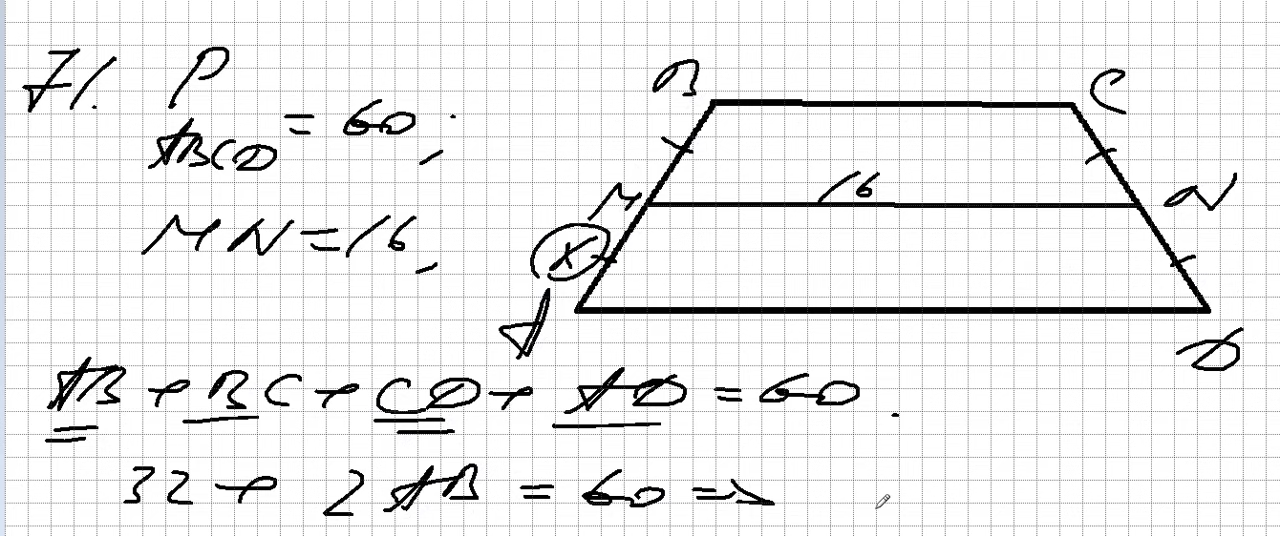 71. P ABCD = 60;
MN = 16,
B C
M 16 N
X
A D
AB + BC + CD + AD = 60.
32 + 2AB = 60 =>